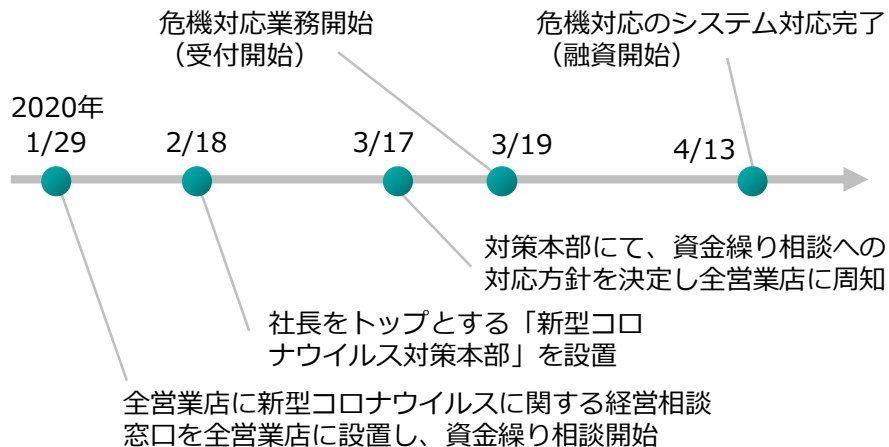 危機対応業務開始
（受付開始）
危機対応のシステム対応完了
（融資開始）
2020年
1/29
2/18
3/17
3/19
4/13
対策本部にて、資金繰り相談への
対応方針を決定し全営業店に周知
社長をトップとする「新型コロ
ナウイルス対策本部」を設置
全営業店に新型コロナウイルスに関する経営相談
窓口を全営業店に設置し、資金繰り相談開始